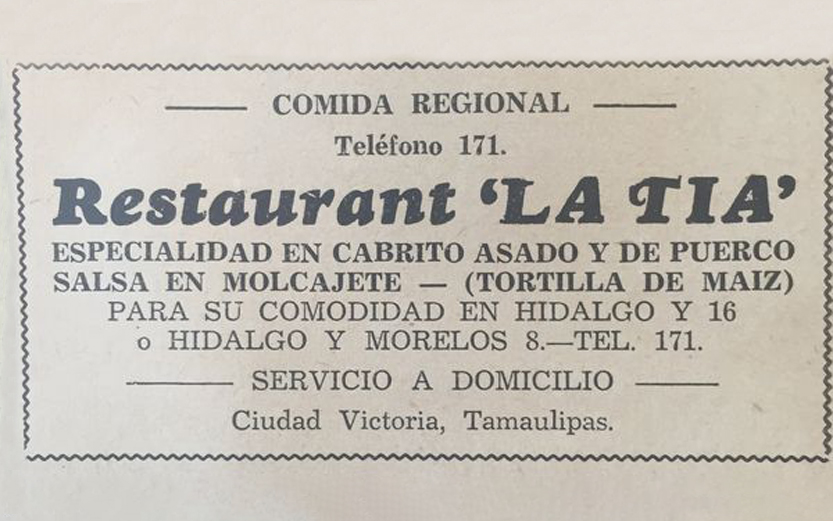 COMIDA REGIONAL
Teléfono 171.
Restaurant ‘LA TIA’
ESPECIALIDAD EN CABRITO ASADO Y DE PUERCO
SALSA EN MOLCAJETE — (TORTILLA DE MAIZ)
PARA SU COMODIDAD EN HIDALGO Y 16
o HIDALGO Y MORELOS 8.—TEL. 171.
SERVICIO A DOMICILIO
Ciudad Victoria, Tamaulipas.